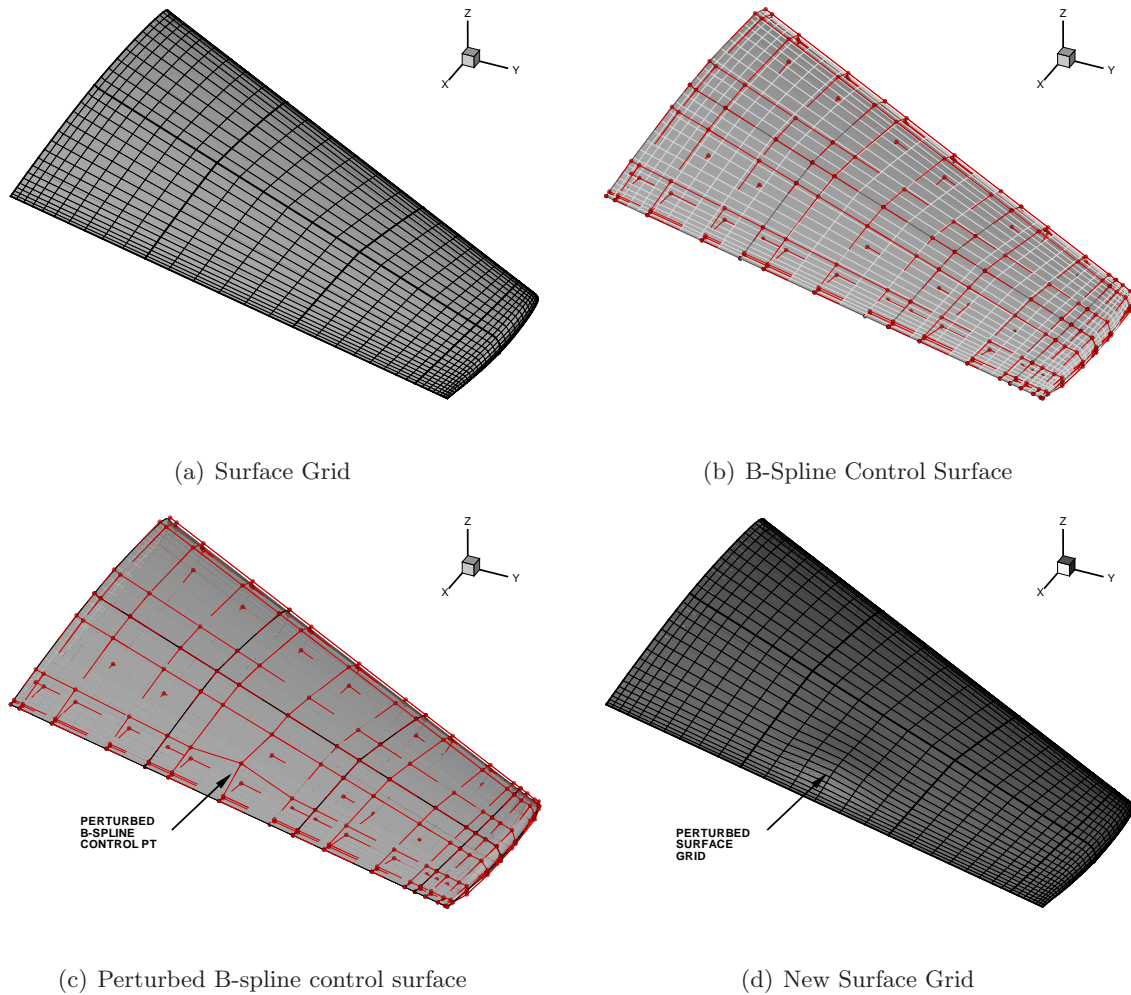 Z
X
Y
Z
X
Y
(a) Surface Grid
(b) B-Spline Control Surface
Z
X
Y
PERTURBED
B-SPLINE
CONTROL PT
Z
X
Y
PERTURBED
SURFACE
GRID
(c) Perturbed B-spline control surface
(d) New Surface Grid